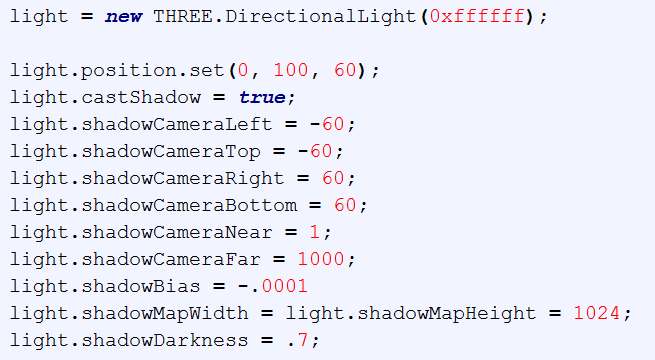 light = new THREE.DirectionalLight(0xffffff);
light.position.set(0, 100, 60);
light.castShadow = true;
light.shadowCameraLeft = -60;
light.shadowCameraTop = -60;
light.shadowCameraRight = 60;
light.shadowCameraBottom = 60;
light.shadowCameraNear = 1;
light.shadowCameraFar = 1000;
light.shadowBias = -.0001
light.shadowMapWidth = light.shadowMapHeight = 1024;
light.shadowDarkness = .7;